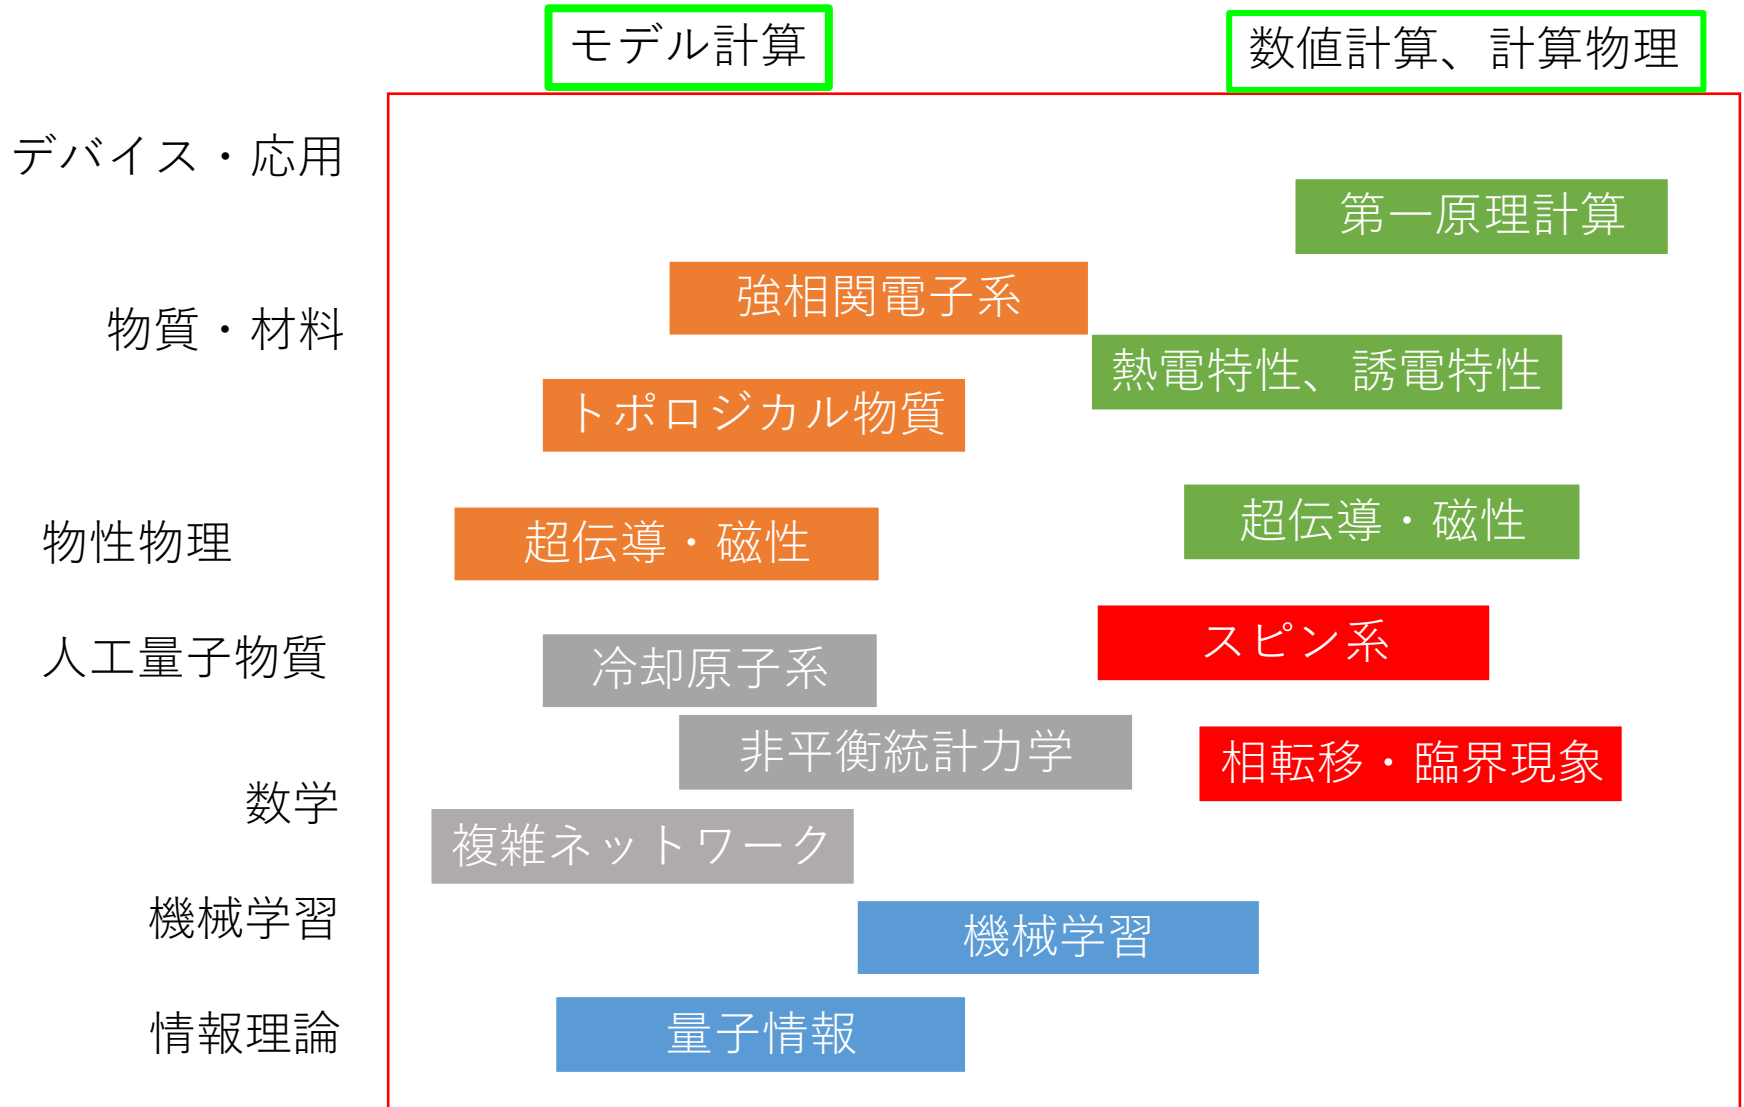 モデル計算
数値計算、計算物理
デバイス・応用
第一原理計算
強相関電子系
物質・材料
熱電特性、誘電特性
トポロジカル物質
超伝導・磁性
物性物理
超伝導・磁性
スピン系
人工量子物質
冷却原子系
非平衡統計力学
相転移・臨界現象
数学
複雑ネットワーク
機械学習
機械学習
情報理論
量子情報